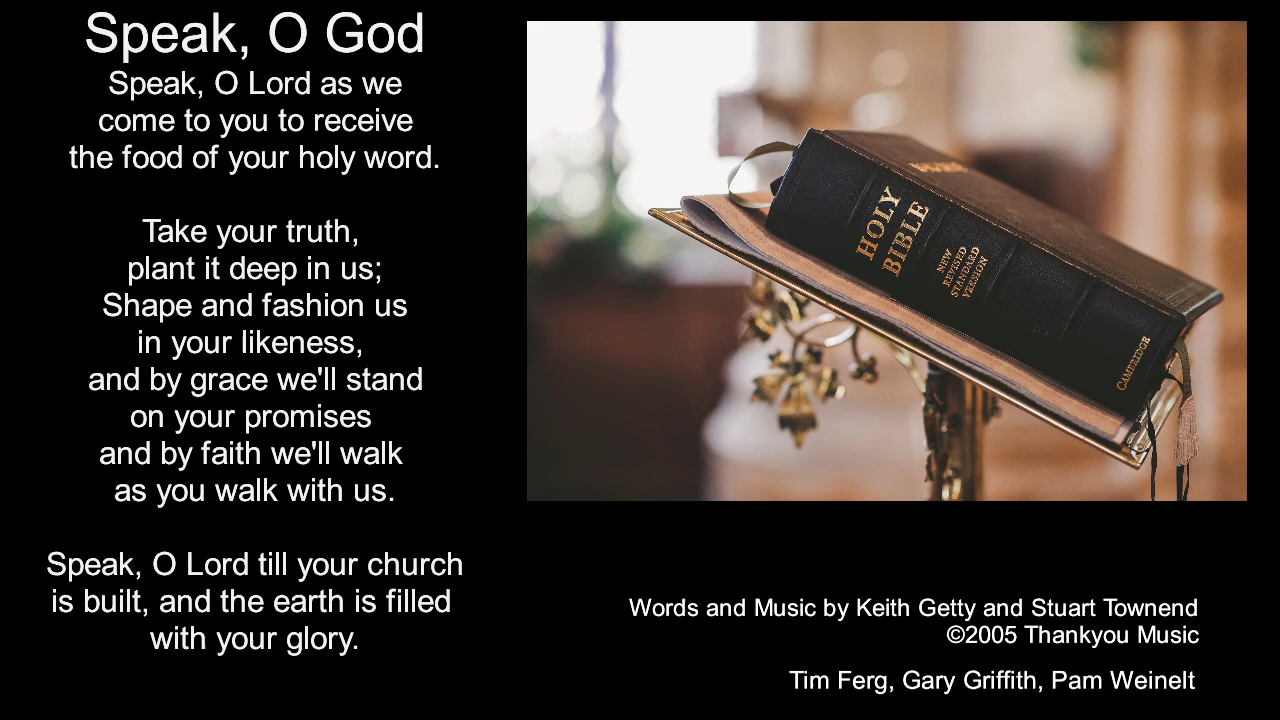 Speak, O God
Speak, O Lord as we
come to you to receive
the food of your holy word.
Take your truth,
plant it deep in us;
Shape and fashion us
in your likeness,
and by grace we'll stand
on your promises
and by faith we'll walk
as you walk with us.
Speak, O Lord till your church
is built, and the earth is filled
with your glory.
HOLY
BIBLE
NEW
REVISED
STANDARD
VERSION
CAMBRIDGE
Words and Music by Keith Getty and Stuart Townend
©2005 Thankyou Music
Tim Ferg, Gary Griffith, Pam Weinelt